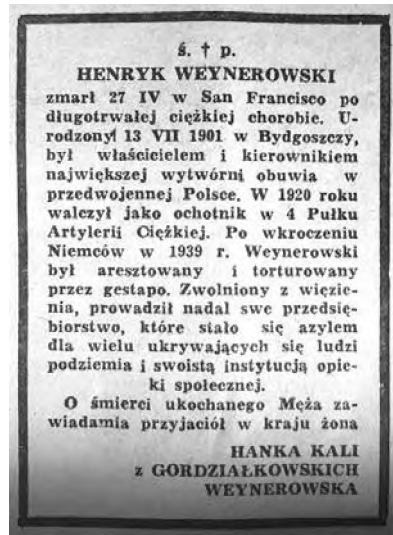 ś. † p.
HENRYK WEYNEROWSKI
zmarł 27 IV w San Francisco po
długotrwałej ciężkiej chorobie. U-
rodzony 13 VII 1901 w Bydgoszczy,
był właścicielem i kierownikiem
największej wytwórni obuwia w
przedwojennej Polsce. W 1920 roku
walczył jako ochotnik w 4 Pułku
Artylerii Ciężkiej. Po wkroczeniu
Niemców w 1939 r. Weynerowski
był aresztowany i torturowany
przez gestapo. Zwolniony z więzie-
nia, prowadził nadal swe przedsię-
biorstwo, które stało się azylem
dla wielu ukrywających się ludzi
podziemia i swoistą instytucją opie-
ki społecznej.
O śmierci ukochanego Męża za-
wiadamia przyjaciół w kraju żona
HANKA KALI
z GORDZIAŁKOWSKICH
WEYNEROWSKA